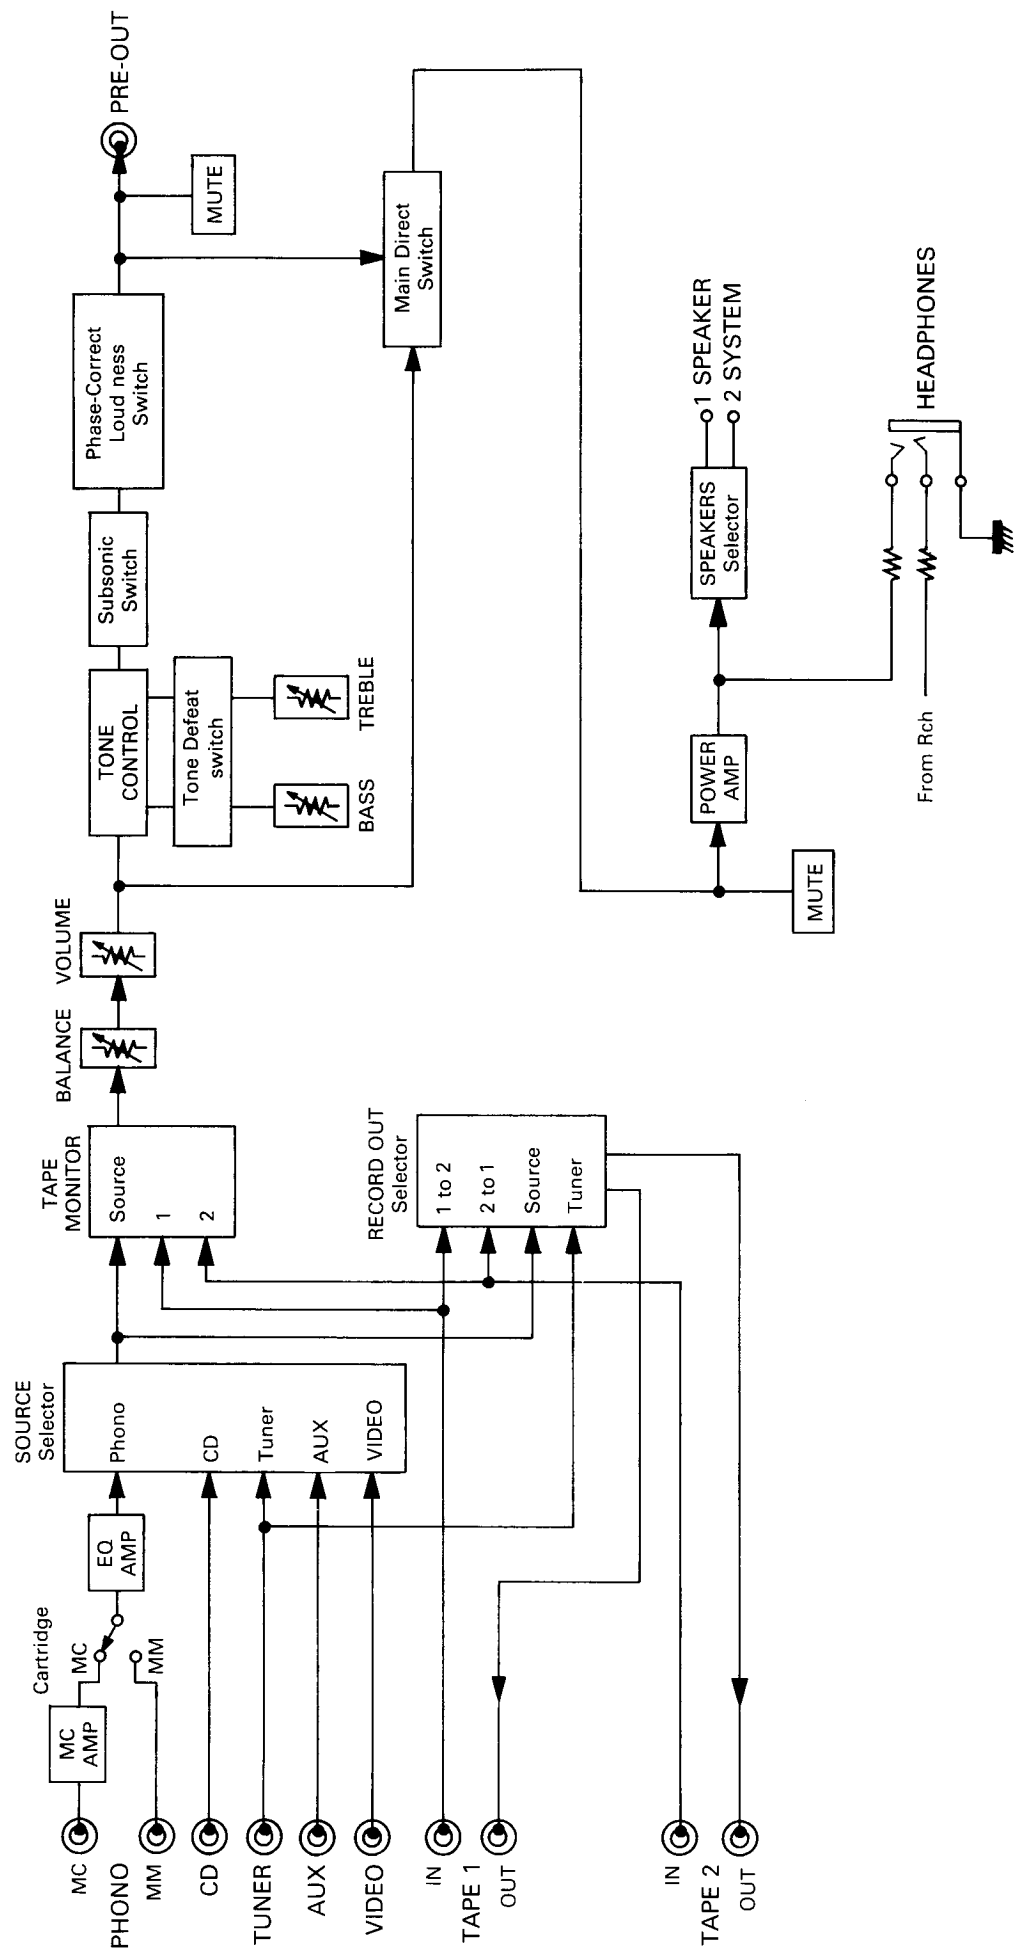 MC
PHONO
MM
CD
TUNER
AUX
VIDEO
IN
TAPE 1
OUT
IN
TAPE 2
OUT
MC
AMP
Cartridge
MC
MM
EQ
AMP
SOURCE
Selector
Phono
CD
Tuner
AUX
VIDEO
TAPE
MONITOR
Source
1
2
RECORD OUT
Selector
1 to 2
2 to 1
Source
Tuner
BALANCE
VOLUME
TONE
CONTROL
Tone Defeat
switch
BASS
TREBLE
Subsonic
Switch
Phase-Correct
Loud ness
Switch
MUTE
PRE-OUT
Main Direct
Switch
MUTE
POWER
AMP
SPEAKERS
Selector
1 SPEAKER
2 SYSTEM
From Rch
HEADPHONES